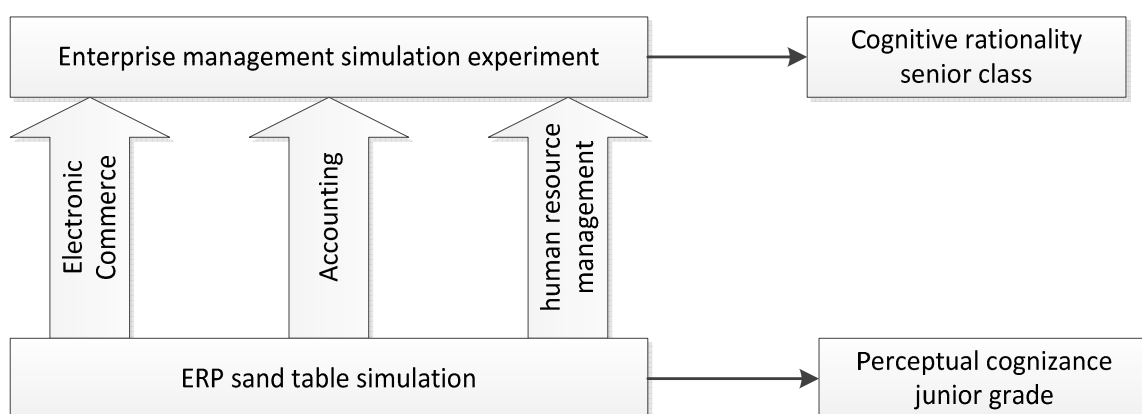 Enterprise management simulation experiment
Cognitive rationality
senior class
Electronic
Commerce
Accounting
human resource
management
ERP sand table simulation
Perceptual cognizance
junior grade